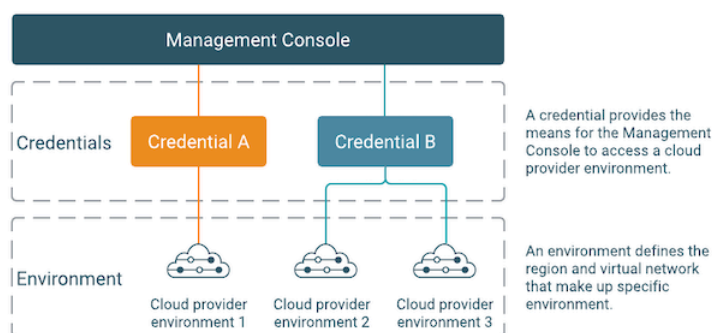 Management Console
Credentials
Credential A
Credential B
A credential provides the
means for the Management
Console to access a cloud
provider environment.
Environment
Cloud provider
environment 1
Cloud provider
environment 2
Cloud provider
environment 3
An environment defines the
region and virtual network
that make up specific
environment.